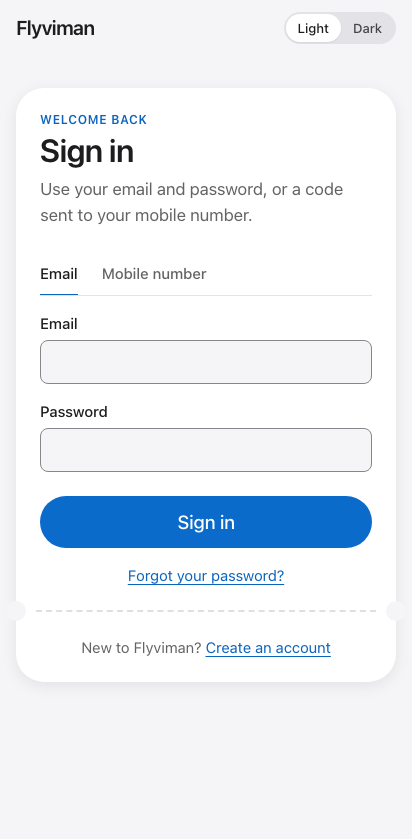 Flyviman
Light Dark
WELCOME BACK
Sign in
Use your email and password, or a code
sent to your mobile number.
Email Mobile number
Email
Password
Sign in
Forgot your password?
New to Flyviman? Create an account